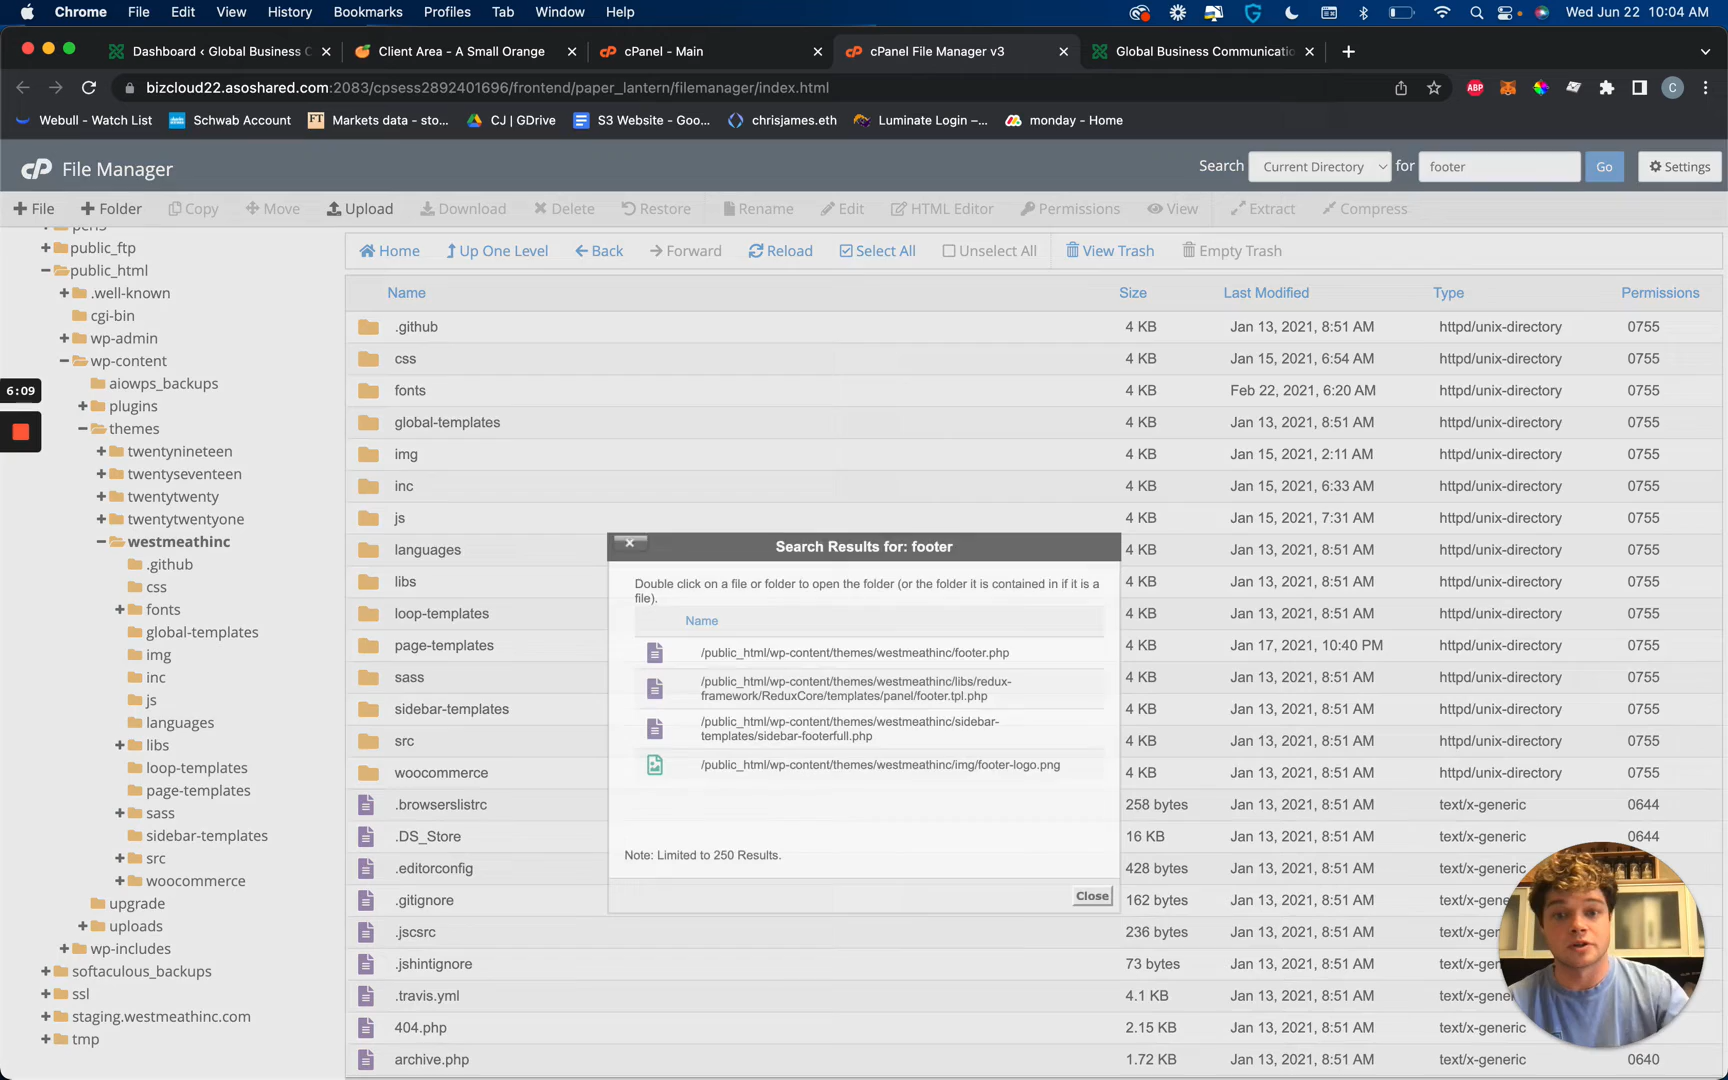 Chrome File Edit View History Bookmarks Profiles Tab Window Help Wed Jun 22 10:04 AM
Dashboard ‹ Global Business C Client Area - A Small Orange cPanel - Main cPanel File Manager v3 Global Business Communicatio
bizcloud22.asoshared.com:2083/cpsess2892401696/frontend/paper_lantern/filemanager/index.html ABP C
Webull - Watch List Schwab Account FT Markets data - sto... CJ | GDrive S3 Website - Goo... chrisjames.eth Luminate Login –... monday - Home
cP File Manager Search Current Directory for footer Go Settings
File Folder Copy Move Upload Download Delete Restore Rename Edit HTML Editor Permissions View Extract Compress
Home Up One Level Back Forward Reload Select All Unselect All View Trash Empty Trash
public_ftp
public_html
.well-known
cgi-bin
wp-admin
wp-content
aiowps_backups
plugins
themes
twentynineteen
twentyseventeen
twentytwenty
twentytwentyone
westmeathinc
.github
css
fonts
global-templates
img
inc
js
languages
libs
loop-templates
page-templates
sass
sidebar-templates
src
woocommerce
upgrade
uploads
wp-includes
softaculous_backups
ssl
staging.westmeathinc.com
tmp
6:09
Name Size Last Modified Type Permissions
.github 4 KB Jan 13, 2021, 8:51 AM httpd/unix-directory 0755
css 4 KB Jan 15, 2021, 6:54 AM httpd/unix-directory 0755
fonts 4 KB Feb 22, 2021, 6:20 AM httpd/unix-directory 0755
global-templates 4 KB Jan 13, 2021, 8:51 AM httpd/unix-directory 0755
img 4 KB Jan 15, 2021, 2:11 AM httpd/unix-directory 0755
inc 4 KB Jan 15, 2021, 6:33 AM httpd/unix-directory 0755
js 4 KB Jan 15, 2021, 7:31 AM httpd/unix-directory 0755
languages 4 KB Jan 13, 2021, 8:51 AM httpd/unix-directory 0755
libs 4 KB Jan 13, 2021, 8:51 AM httpd/unix-directory 0755
loop-templates 4 KB Jan 13, 2021, 8:51 AM httpd/unix-directory 0755
page-templates 4 KB Jan 17, 2021, 10:40 PM httpd/unix-directory 0755
sass 4 KB Jan 13, 2021, 8:51 AM httpd/unix-directory 0755
sidebar-templates 4 KB Jan 13, 2021, 8:51 AM httpd/unix-directory 0755
src 4 KB Jan 13, 2021, 8:51 AM httpd/unix-directory 0755
woocommerce 4 KB Jan 13, 2021, 8:51 AM httpd/unix-directory 0755
.browserslistrc 258 bytes Jan 13, 2021, 8:51 AM text/x-generic 0644
.DS_Store 16 KB Jan 13, 2021, 8:51 AM text/x-generic 0644
.editorconfig 428 bytes Jan 13, 2021, 8:51 AM text/x-generic
.gitignore 162 bytes Jan 13, 2021, 8:51 AM
.jscsrc 236 bytes Jan 13, 2021, 8:51 AM
.jshintignore 73 bytes Jan 13, 2021, 8:51 AM
.travis.yml 4.1 KB Jan 13, 2021, 8:51 AM
404.php 2.15 KB Jan 13, 2021, 8:51 AM text/x-generic
archive.php 1.72 KB Jan 13, 2021, 8:51 AM text/x-generic 0640
Search Results for: footer
Double click on a file or folder to open the folder (or the folder it is contained in if it is a
file).
Name
/public_html/wp-content/themes/westmeathinc/footer.php
/public_html/wp-content/themes/westmeathinc/libs/redux-
framework/ReduxCore/templates/panel/footer.tpl.php
/public_html/wp-content/themes/westmeathinc/sidebar-
templates/sidebar-footerfull.php
/public_html/wp-content/themes/westmeathinc/img/footer-logo.png
Note: Limited to 250 Results.
Close